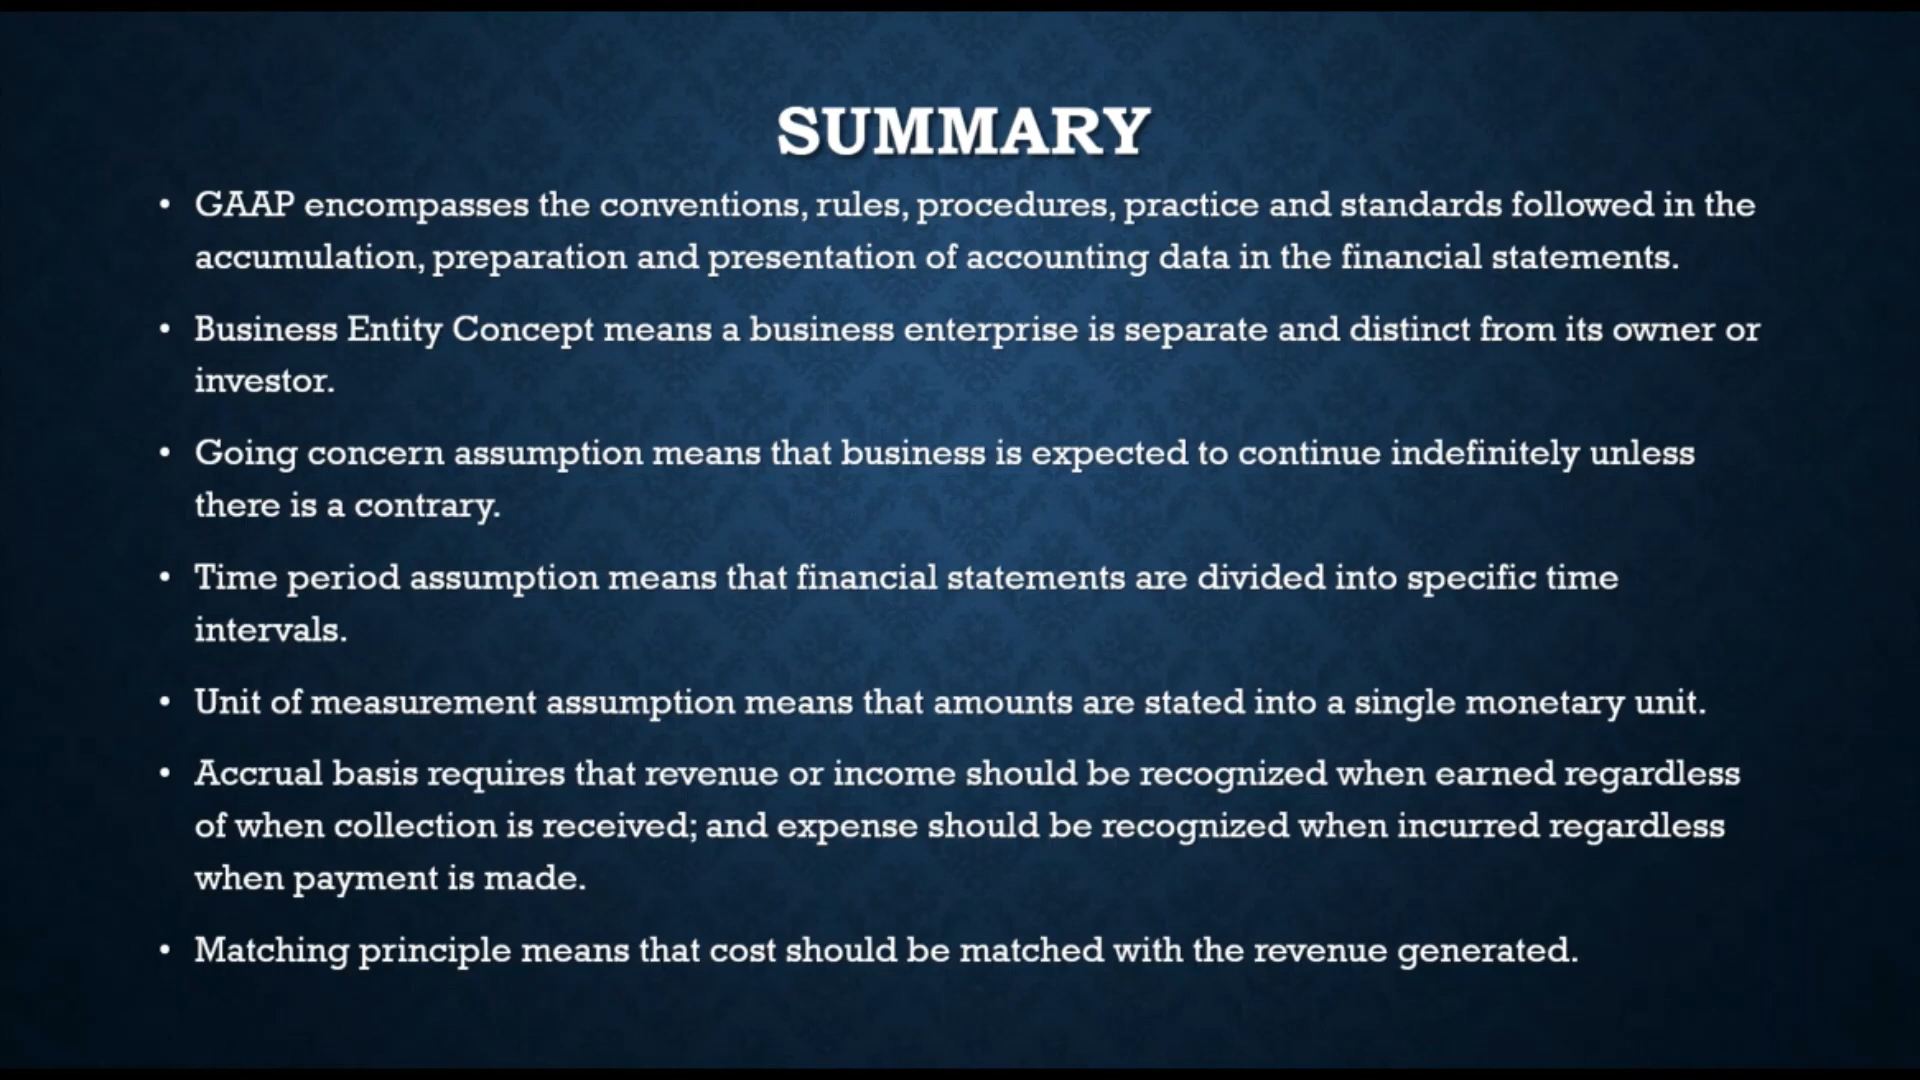 SUMMARY
• GAAP encompasses the conventions, rules, procedures, practice and standards followed in the
accumulation, preparation and presentation of accounting data in the financial statements.
• Business Entity Concept means a business enterprise is separate and distinct from its owner or
investor.
• Going concern assumption means that business is expected to continue indefinitely unless
there is a contrary.
• Time period assumption means that financial statements are divided into specific time
intervals.
• Unit of measurement assumption means that amounts are stated into a single monetary unit.
• Accrual basis requires that revenue or income should be recognized when earned regardless
of when collection is received; and expense should be recognized when incurred regardless
when payment is made.
• Matching principle means that cost should be matched with the revenue generated.